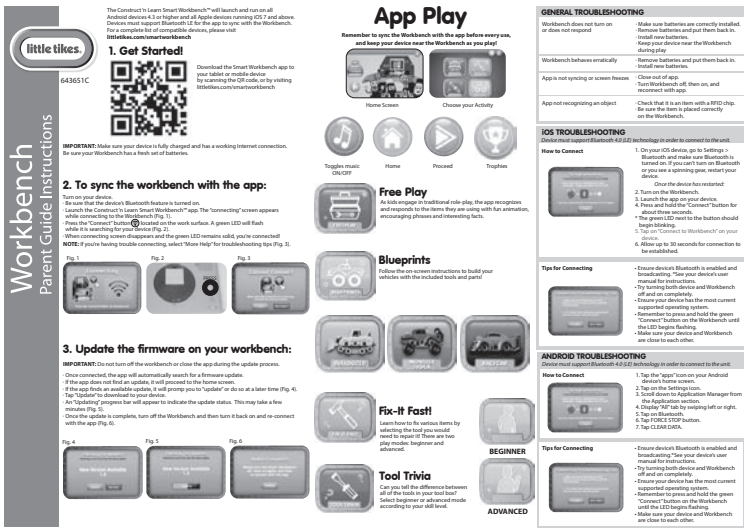 Workbench
Parent Guide Instructions
little tikes.
643651C
The Construct'n Learn Smart Workbench™ will launch and run on all
Android devices 4.3 or higher and all Apple devices running iOS 7 and above.
Devices must support Bluetooth LE for the app to sync with the Workbench.
For a complete list of compatible devices, please visit
littletikes.com/smartworkbench
1. Get Started!
Download the Smart Workbench app to
your tablet or mobile device
by scanning the QR code, or by visiting
littletikes.com/smartworkbench
IMPORTANT: Make sure your device is fully charged and has a working Internet connection.
Be sure your Workbench has a fresh set of batteries.
2. To sync the workbench with the app:
Turn on your device.
· Be sure that the device's Bluetooth feature is turned on.
· Launch the Construct'n Learn Smart Workbench™ app. The "connecting" screen appears
while connecting to the Workbench (Fig. 1).
· Press the "Connect" button located on the work surface. A green LED will flash
while it is searching for your device (Fig. 2).
· When connecting screen disappears and the green LED remains solid, you're connected!
NOTE: If you're having trouble connecting, select "More Help" for troubleshooting tips (Fig. 3).
Fig. 1
Fig. 2
Fig. 3
3. Update the firmware on your workbench:
IMPORTANT: Do not turn off the workbench or close the app during the update process.
· Once connected, the app will automatically search for a firmware update.
· If the app does not find an update, it will proceed to the home screen.
· If the app finds an available update, it will prompt you to "update" or do so at a later time (Fig. 4).
· Tap "Update" to download to your device.
· An "Updating" progress bar will appear to indicate the update status. This may take a few
minutes (Fig. 5).
· Once the update is complete, turn off the Workbench and then turn it back on and re-connect
with the app (Fig. 6).
Fig. 4
Fig. 5
Fig. 6
App Play
Remember to sync the Workbench with the app before every use,
and keep your device near the Workbench as you play!
Home Screen
Choose your Activity
Toggles music
ON/OFF
Home
Proceed
Trophies
Free Play
As kids engage in traditional role-play, the app recognizes
and responds to the items they are using with fun animation,
encouraging phrases and interesting facts.
Blueprints
Follow the on-screen instructions to build your
vehicles with the included tools and parts!
Fix-It Fast!
Learn how to fix various items by
selecting the tool you would
need to repair it! There are two
play modes: beginner and
advanced.
BEGINNER
Tool Trivia
Can you tell the difference between
all of the tools in your tool box?
Select beginner or advanced mode
according to your skill level.
ADVANCED
GENERAL TROUBLESHOOTING
Workbench does not turn on
or does not respond
· Make sure batteries are correctly installed.
· Remove batteries and put them back in.
· Install new batteries.
· Keep your device near the Workbench
during play
Workbench behaves erratically
· Remove batteries and put them back in.
· Install new batteries.
App is not syncing or screen freezes
· Close out of app.
· Turn Workbench off, then on, and
reconnect with app.
App not recognizing an object
· Check that it is an item with a RFID chip.
· Be sure the item is placed correctly
on the Workbench.
iOS TROUBLESHOOTING
Device must support Bluetooth 4.0 (LE) technology in order to connect to the unit.
How to Connect
1. On your iOS device, go to Settings >
Bluetooth and make sure Bluetooth is
turned on. If you can't turn on Bluetooth
or you see a spinning gear, restart your
device.
Once the device has restarted:
2. Turn on the Workbench.
3. Launch the app on your device.
4. Press and hold the "Connect" button for
about three seconds.
* The green LED next to the button should
begin blinking.
5. Tap on "Connect to Workbench" on your
device.
6. Allow up to 30 seconds for connection to
be established.
Tips for Connecting
• Ensure device's Bluetooth is enabled and
broadcasting. *See your device's user
manual for instructions.
• Try turning both device and Workbench
off and on completely.
• Ensure your device has the most current
supported operating system.
• Remember to press and hold the green
"Connect" button on the Workbench until
the LED begins flashing.
• Make sure your device and Workbench
are close to each other.
ANDROID TROUBLESHOOTING
Device must support Bluetooth 4.0 (LE) technology in order to connect to the unit.
How to Connect
1. Tap the "apps" icon on your Android
device's home screen.
2. Tap on the Settings icon.
3. Scroll down to Application Manager from
the Application section.
4. Display "All" tab by swiping left or right.
5. Tap on Bluetooth.
6. Tap FORCE STOP button.
7. Tap CLEAR DATA.
Tips for Connecting
• Ensure device's Bluetooth is enabled and
broadcasting.*See your device's user
manual for instructions.
• Try turning both device and Workbench
off and on completely.
• Ensure your device has the most current
supported operating system.
• Remember to press and hold the green
"Connect" button on the Workbench
until the LED begins flashing.
• Make sure your device and Workbench
are close to each other.